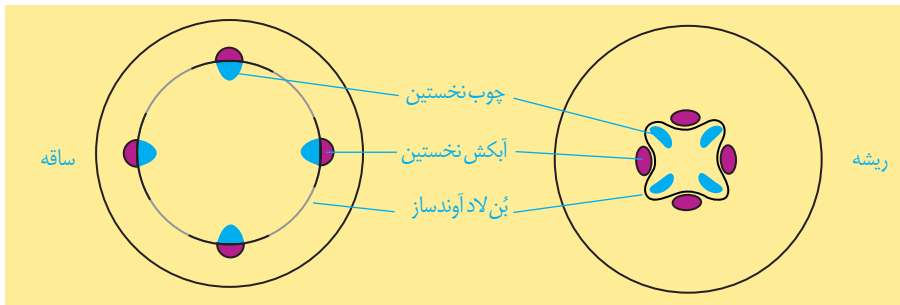 چوب نخستین
آبکش نخستین
ریشه
ساقه
بُن لاد آوندساز